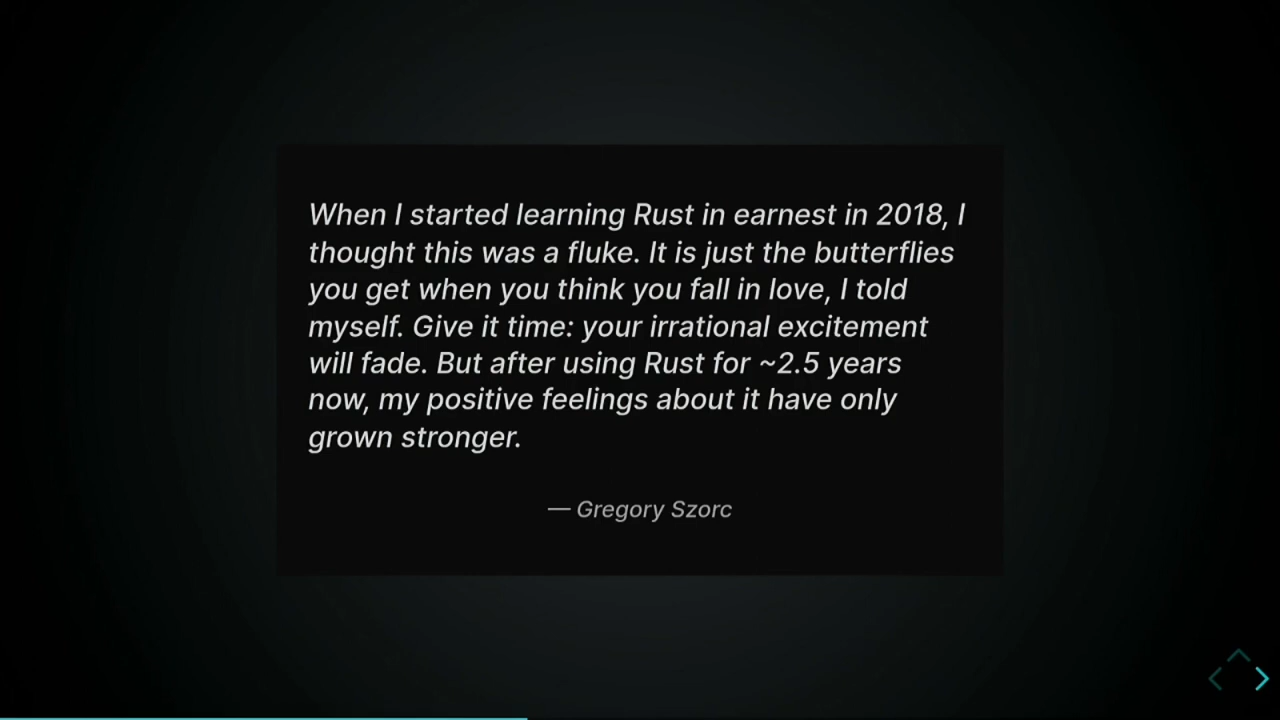 When I started learning Rust in earnest in 2018, I
thought this was a fluke. It is just the butterflies
you get when you think you fall in love, I told
myself. Give it time: your irrational excitement
will fade. But after using Rust for ~2.5 years
now, my positive feelings about it have only
grown stronger.
— Gregory Szorc